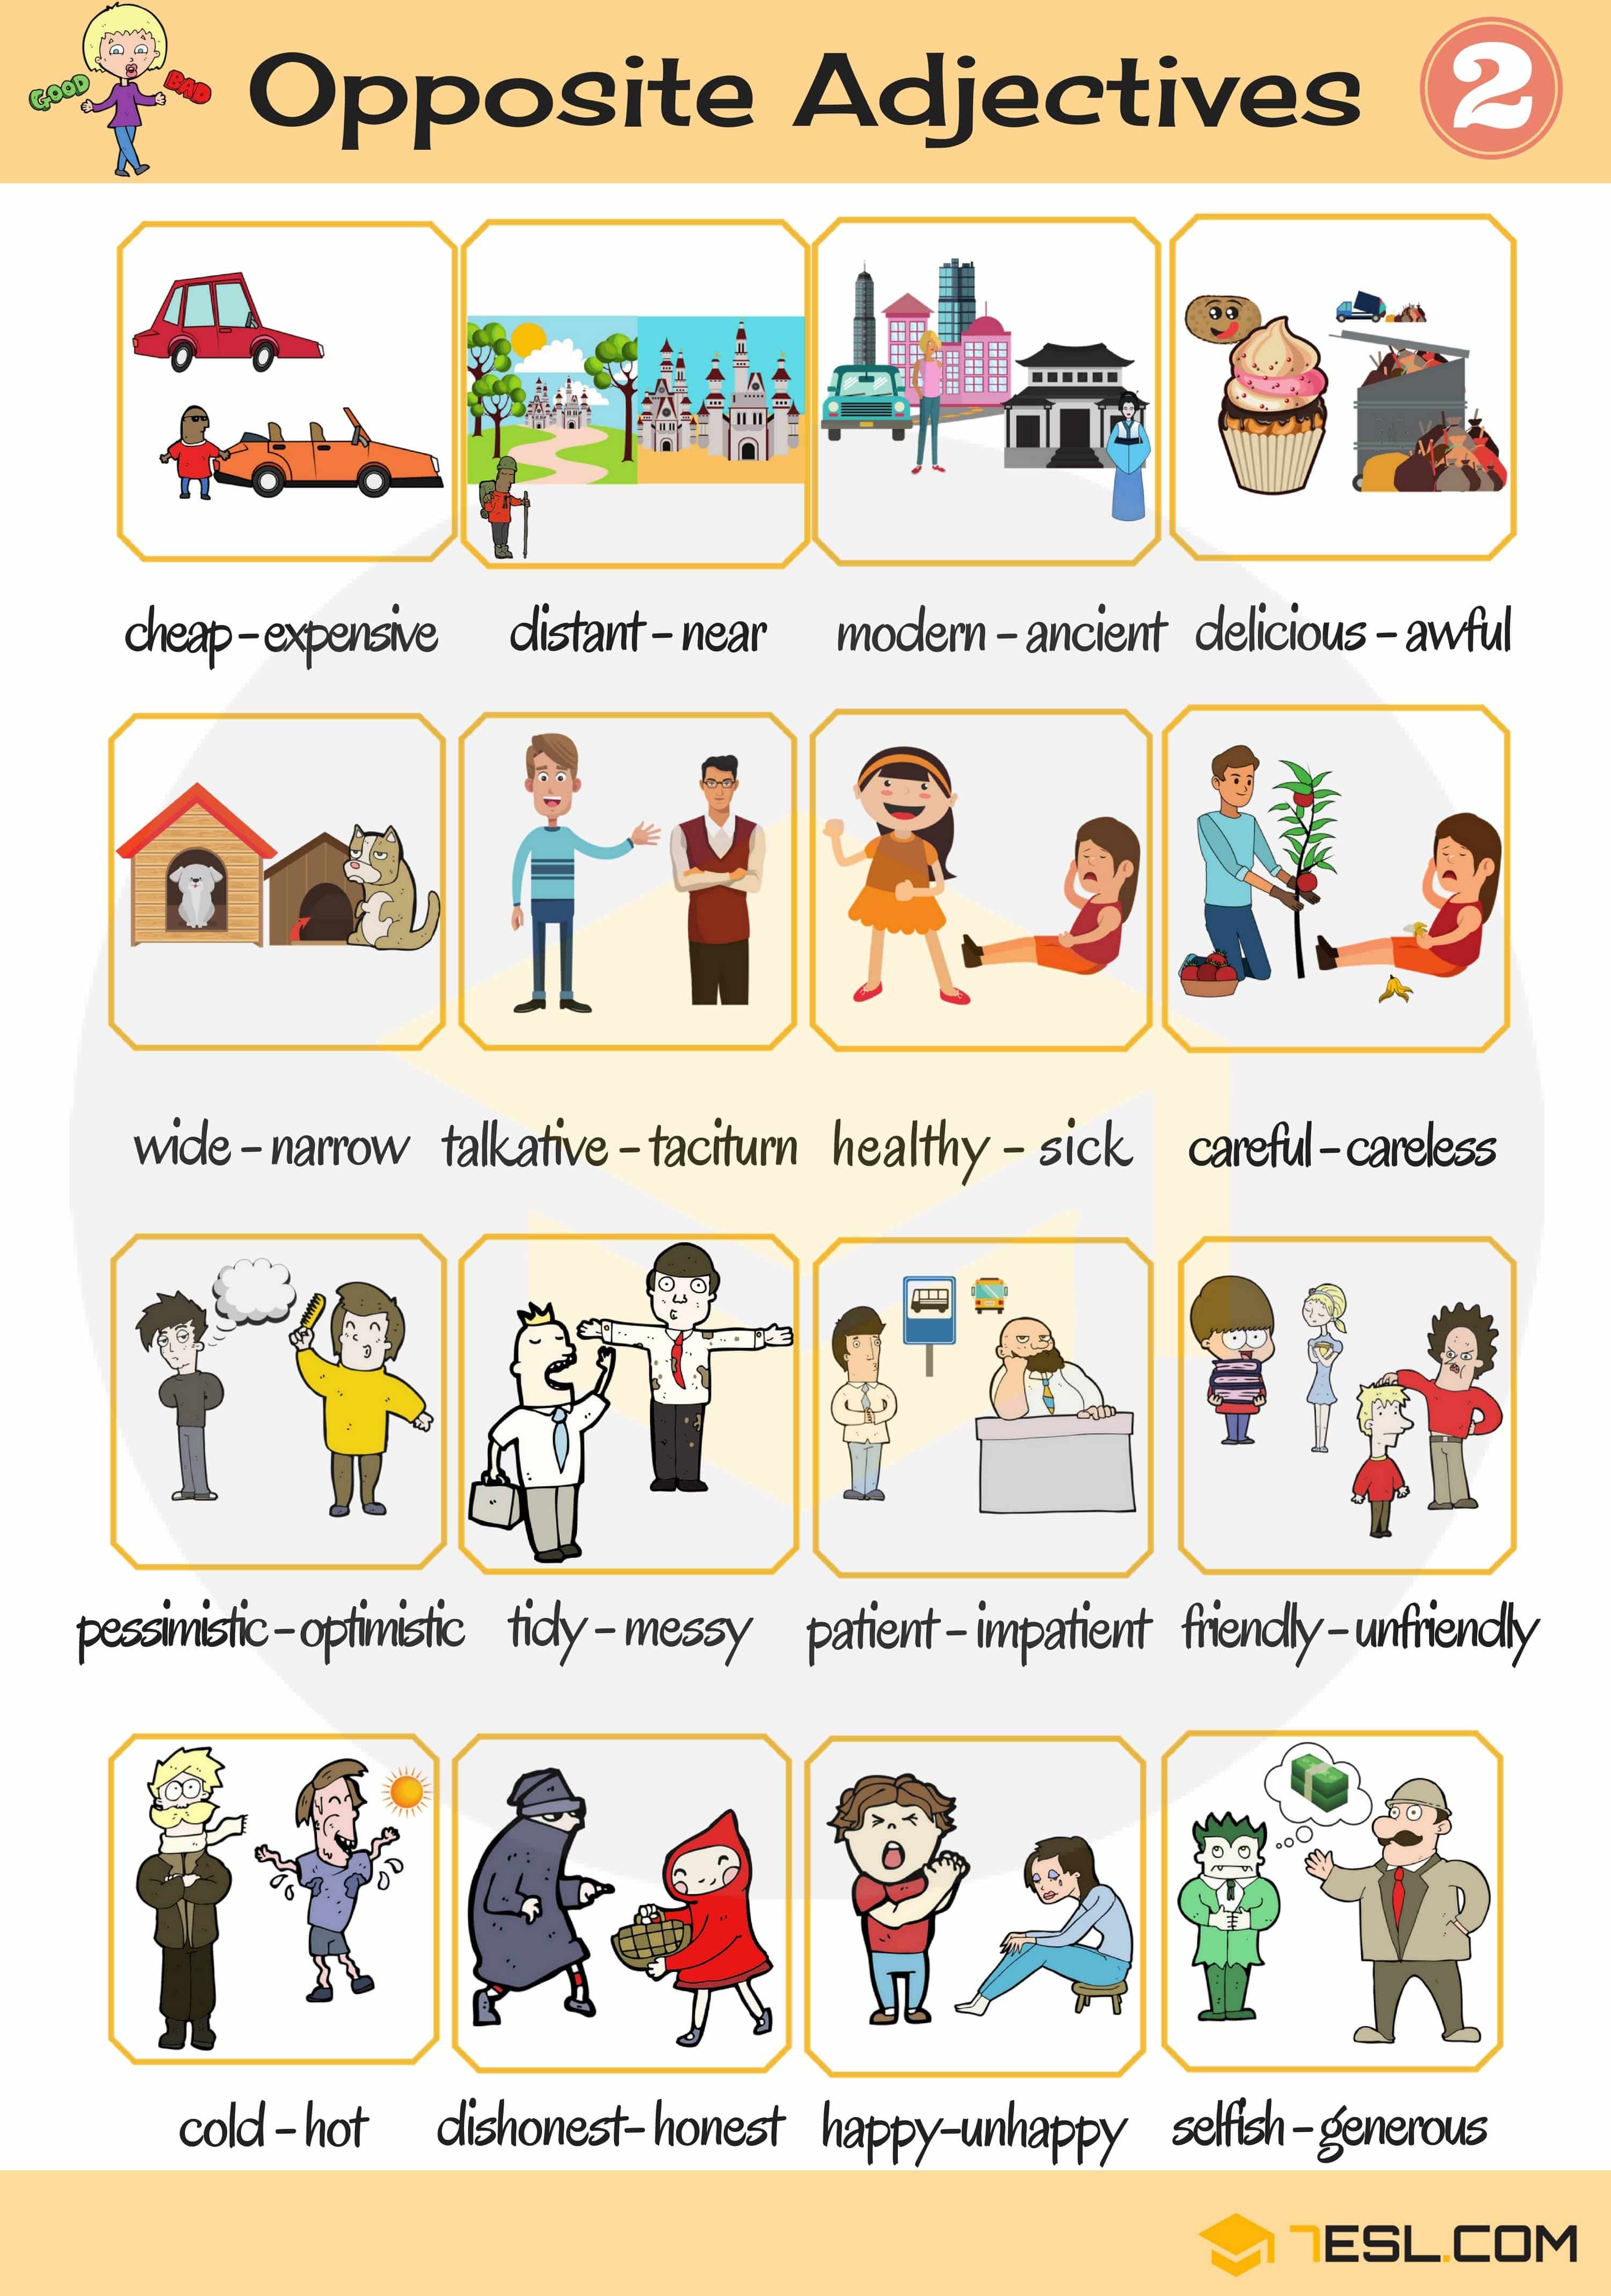 GOOD BAD
Opposite Adjectives 2
cheap – expensive distant – near modern – ancient delicious – awful
wide – narrow talkative – taciturn healthy – sick careful – careless
pessimistic – optimistic tidy – messy patient – impatient friendly – unfriendly
cold – hot dishonest – honest happy – unhappy selfish – generous
7ESL.COM